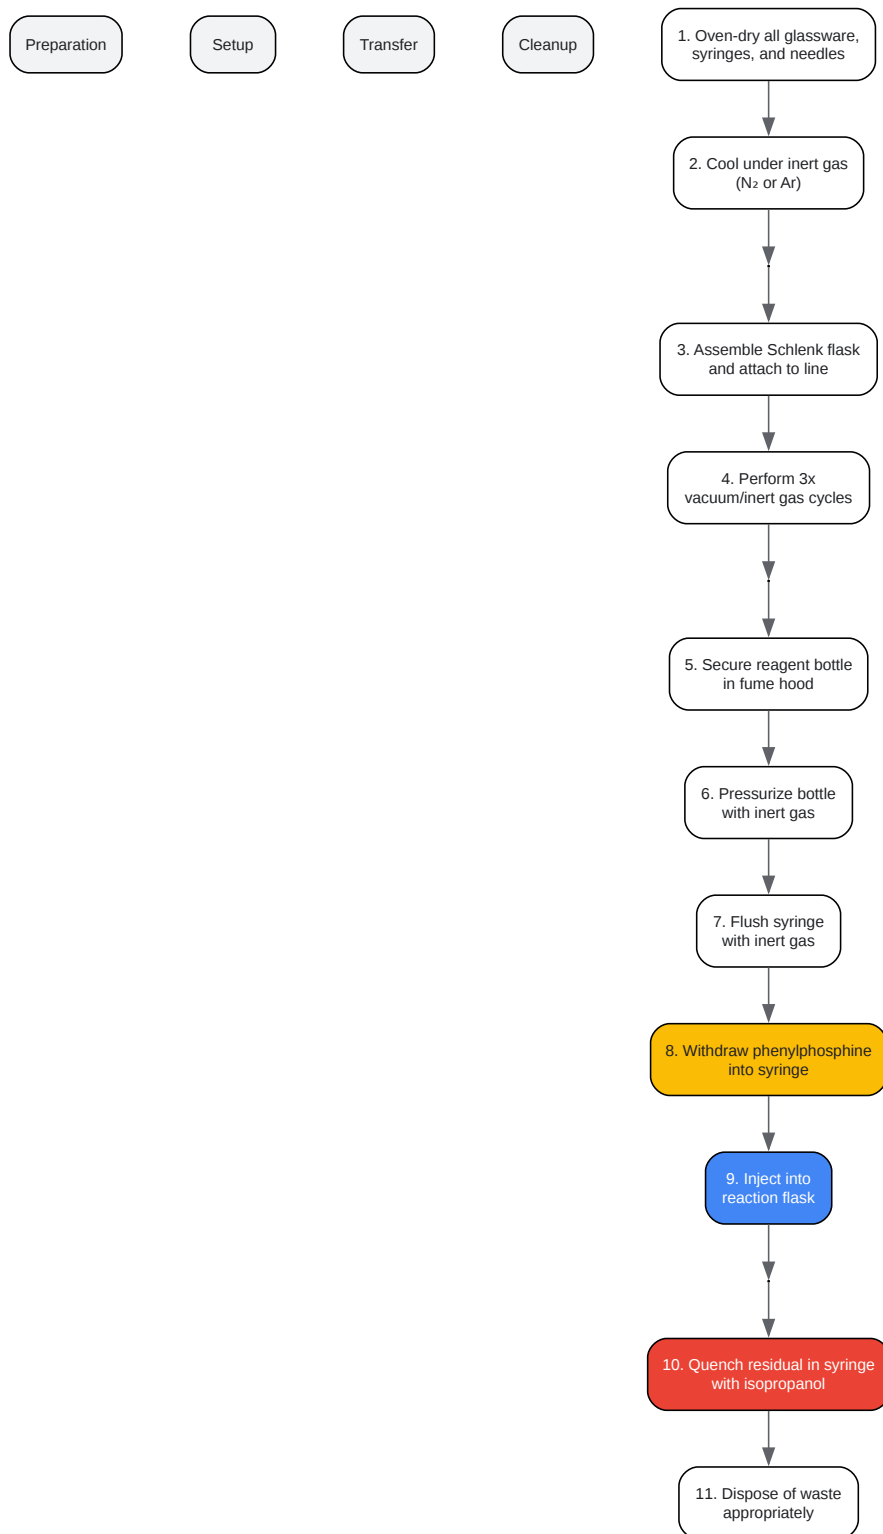 Preparation
Setup
Transfer
Cleanup
1. Oven-dry all glassware,
syringes, and needles
2. Cool under inert gas
(N₂ or Ar)
3. Assemble Schlenk flask
and attach to line
4. Perform 3x
vacuum/inert gas cycles
5. Secure reagent bottle
in fume hood
6. Pressurize bottle
with inert gas
7. Flush syringe
with inert gas
8. Withdraw phenylphosphine
into syringe
9. Inject into
reaction flask
10. Quench residual in syringe
with isopropanol
11. Dispose of waste
appropriately